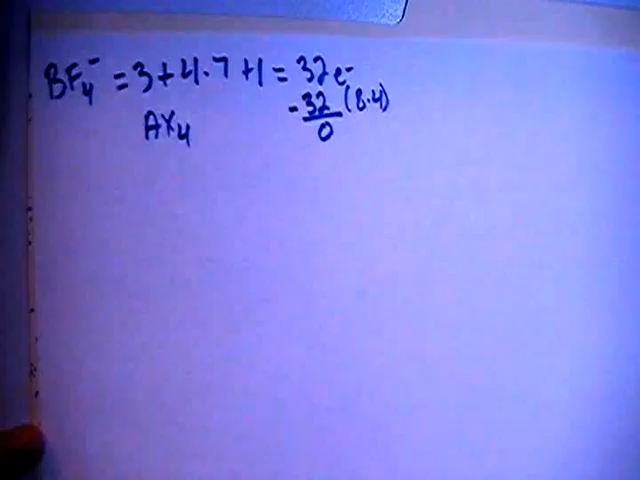 BF₄⁻ = 3 + 4·7 + 1 = 32 e⁻
- 32 (8·4)
AX₄ 0